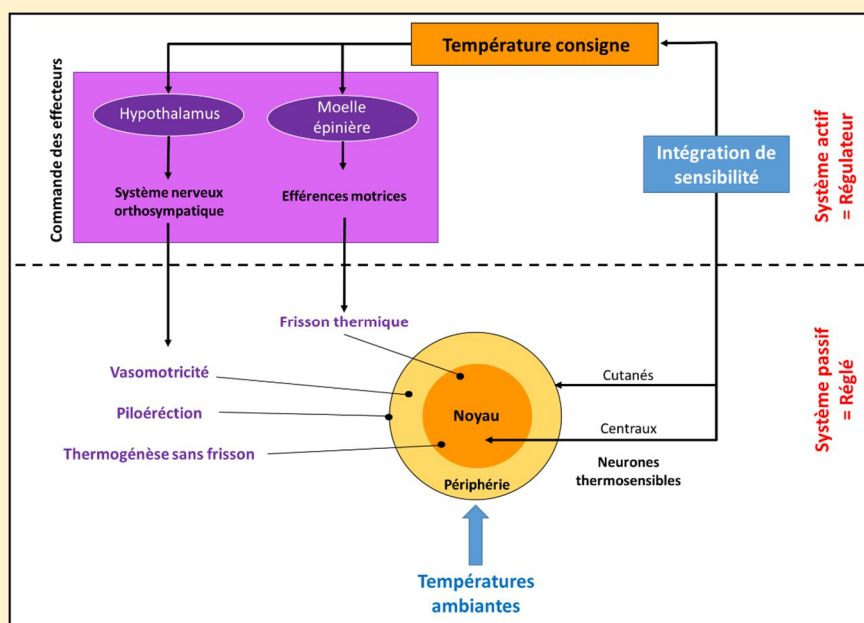 Température consigne
Commande des effecteurs
Hypothalamus
Moelle
épinière
Système nerveux
orthosympatique
Efférences motrices
Intégration de
sensibilité
Système actif
= Régulateur
Frisson thermique
Vasomotricité
Piloéréction
Thermogénèse sans frisson
Noyau
Périphérie
Cutanés
Centraux
Neurones
thermosensibles
Système passif
= Réglé
Températures
ambiantes